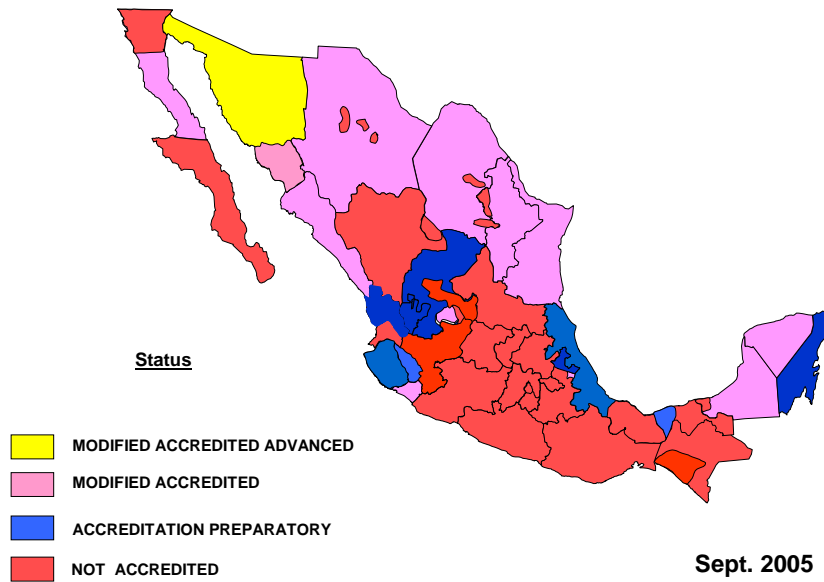 Status
MODIFIED ACCREDITED ADVANCED
MODIFIED ACCREDITED
ACCREDITATION PREPARATORY
NOT ACCREDITED
Sept. 2005